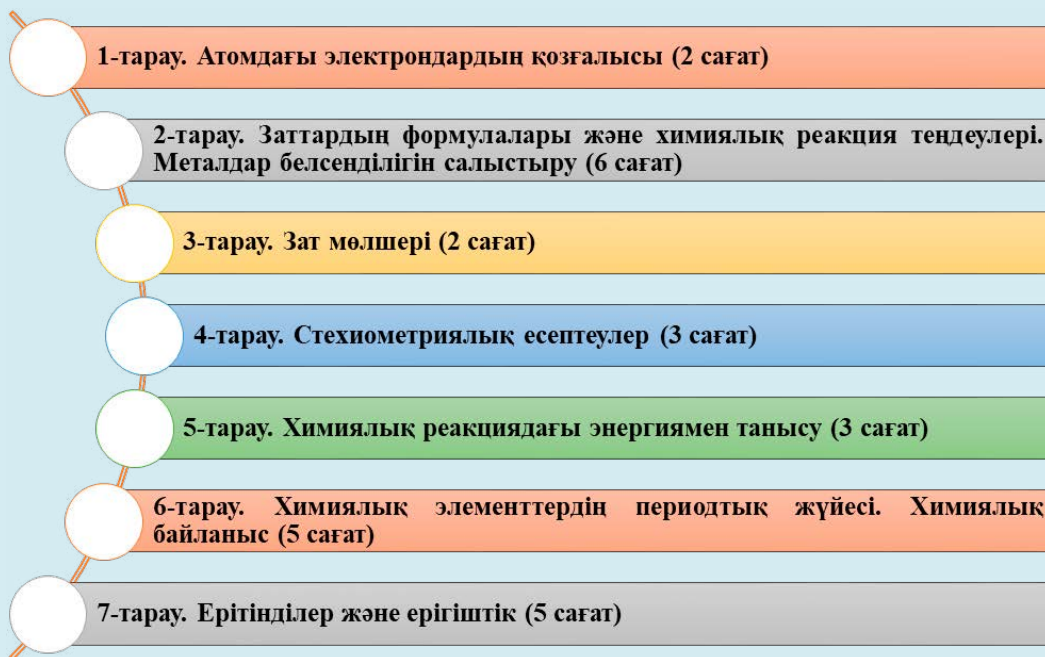 1-тарау. Атомдағы электрондардың қозғалысы (2 сағат)
2-тарау. Заттардың формулалары және химиялық реакция теңдеулері.
Металдар белсенділігін салыстыру (6 сағат)
3-тарау. Зат мөлшері (2 сағат)
4-тарау. Стехиометриялық есептеулер (3 сағат)
5-тарау. Химиялық реакциядағы энергиямен танысу (3 сағат)
6-тарау. Химиялық элементтердің периодтық жүйесі. Химиялық
байланыс (5 сағат)
7-тарау. Ерітінділер және ерігіштік (5 сағат)